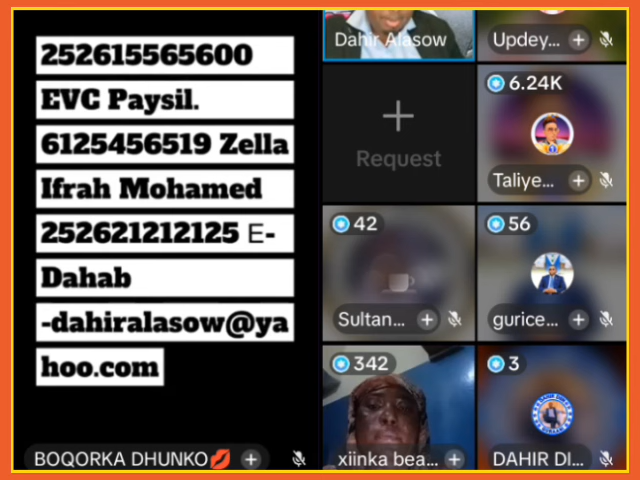 252615565600
EVC Paysil.
6125456519 Zella
Ifrah Mohamed
252621212125 E-
Dahab
-dahiralasow@ya
hoo.com
BOQORKA DHUNKO💋
Dahir Alasow
Updey...
Request
6.24K
Taliye...
42
Sultan...
56
gurice...
342
xiinka bea...
3
DAHIR DI...